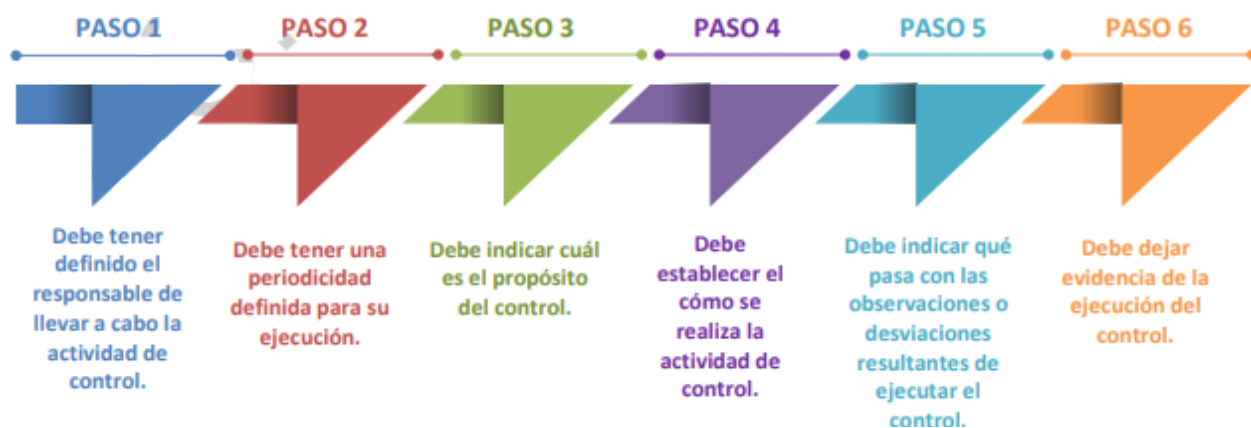 PASO 1
PASO 2
PASO 3
PASO 4
PASO 5
PASO 6
Debe tener
definido el
responsable de
llevar a cabo la
actividad de
control.
Debe tener una
periodicidad
definida para su
ejecución.
Debe indicar cuál
es el propósito
del control.
Debe
establecer el
cómo se
realiza la
actividad de
control.
Debe indicar qué
pasa con las
observaciones o
desviaciones
resultantes de
ejecutar el
control.
Debe dejar
evidencia de la
ejecución del
control.